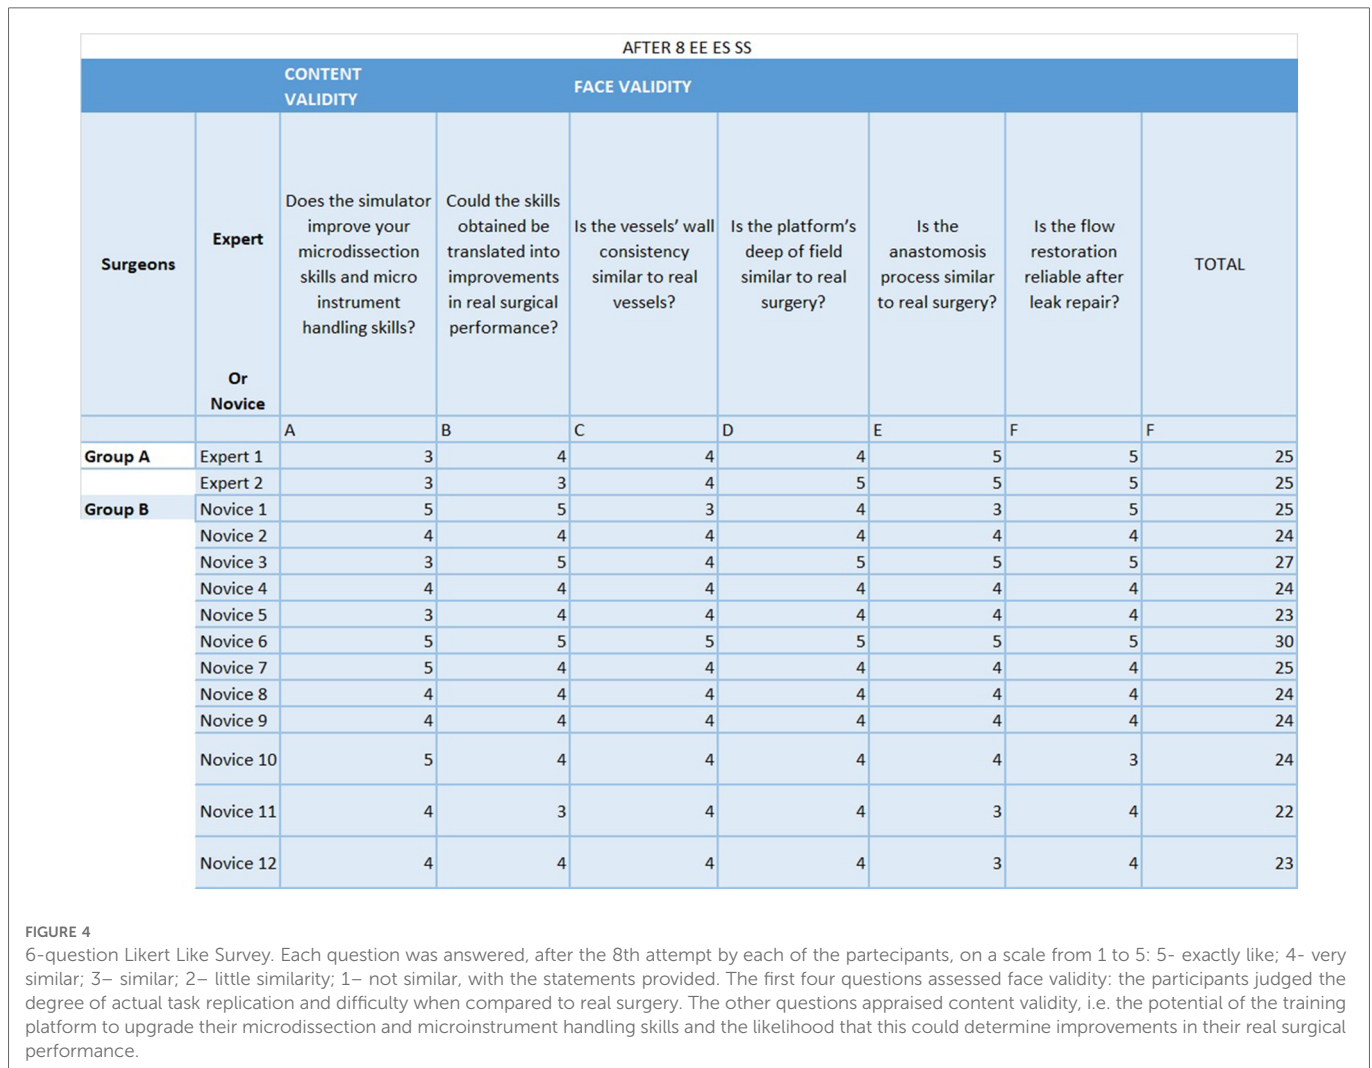 AFTER 8 EE ES SS
CONTENT
VALIDITY
FACE VALIDITY
Surgeons
Expert
Or
Novice
Does the simulator
improve your
microdissection
skills and micro
instrument
handling skills?
Could the skills
obtained be
translated into
improvements
in real surgical
performance?
Is the vessels’ wall
consistency
similar to real
vessels?
Is the platform’s
deep of field
similar to real
surgery?
Is the
anastomosis
process similar
to real surgery?
Is the flow
restoration
reliable after
leak repair?
TOTAL
A B C D E F F
Group A Expert 1 3 4 4 4 5 5 25
Expert 2 3 3 4 5 5 5 25
Group B Novice 1 5 5 3 4 3 5 25
Novice 2 4 4 4 4 4 4 24
Novice 3 3 5 4 5 5 5 27
Novice 4 4 4 4 4 4 4 24
Novice 5 3 4 4 4 4 4 23
Novice 6 5 5 5 5 5 5 30
Novice 7 5 4 4 4 4 4 25
Novice 8 4 4 4 4 4 4 24
Novice 9 4 4 4 4 4 4 24
Novice 10 5 4 4 4 4 3 24
Novice 11 4 3 4 4 3 4 22
Novice 12 4 4 4 4 3 4 23
FIGURE 4
6-question Likert Like Survey. Each question was answered, after the 8th attempt by each of the partecipants, on a scale from 1 to 5: 5- exactly like; 4- very
similar; 3– similar; 2– little similarity; 1– not similar, with the statements provided. The first four questions assessed face validity: the participants judged the
degree of actual task replication and difficulty when compared to real surgery. The other questions appraised content validity, i.e. the potential of the training
platform to upgrade their microdissection and microinstrument handling skills and the likelihood that this could determine improvements in their real surgical
performance.